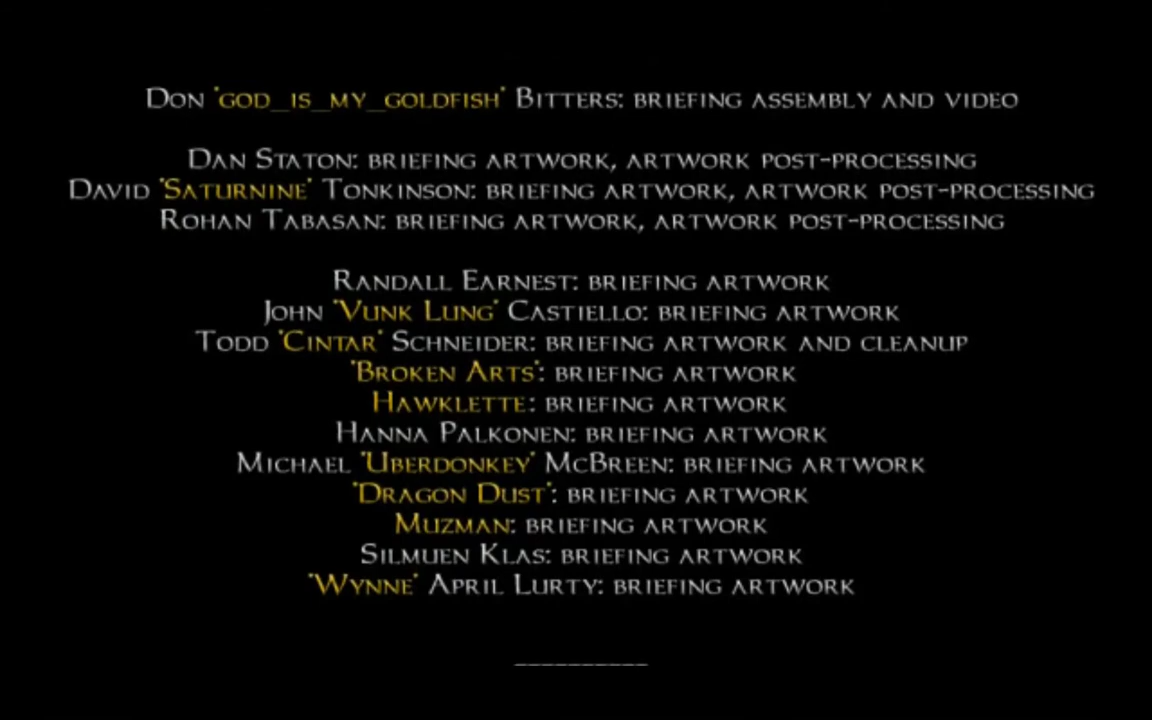 Don 'god_is_my_goldfish' Bitters: briefing assembly and video
Dan Staton: briefing artwork, artwork post-processing
David 'Saturnine' Tonkinson: briefing artwork, artwork post-processing
Rohan Tabasan: briefing artwork, artwork post-processing
Randall Earnest: briefing artwork
John 'Vunk Lung' Castiello: briefing artwork
Todd 'Cintar' Schneider: briefing artwork and cleanup
'Broken Arts': briefing artwork
Hawklette: briefing artwork
Hanna Palkonen: briefing artwork
Michael 'Uberdonkey' McBreen: briefing artwork
'Dragon Dust': briefing artwork
Muzman: briefing artwork
Silmuen Klas: briefing artwork
'Wynne' April Lurty: briefing artwork
__________